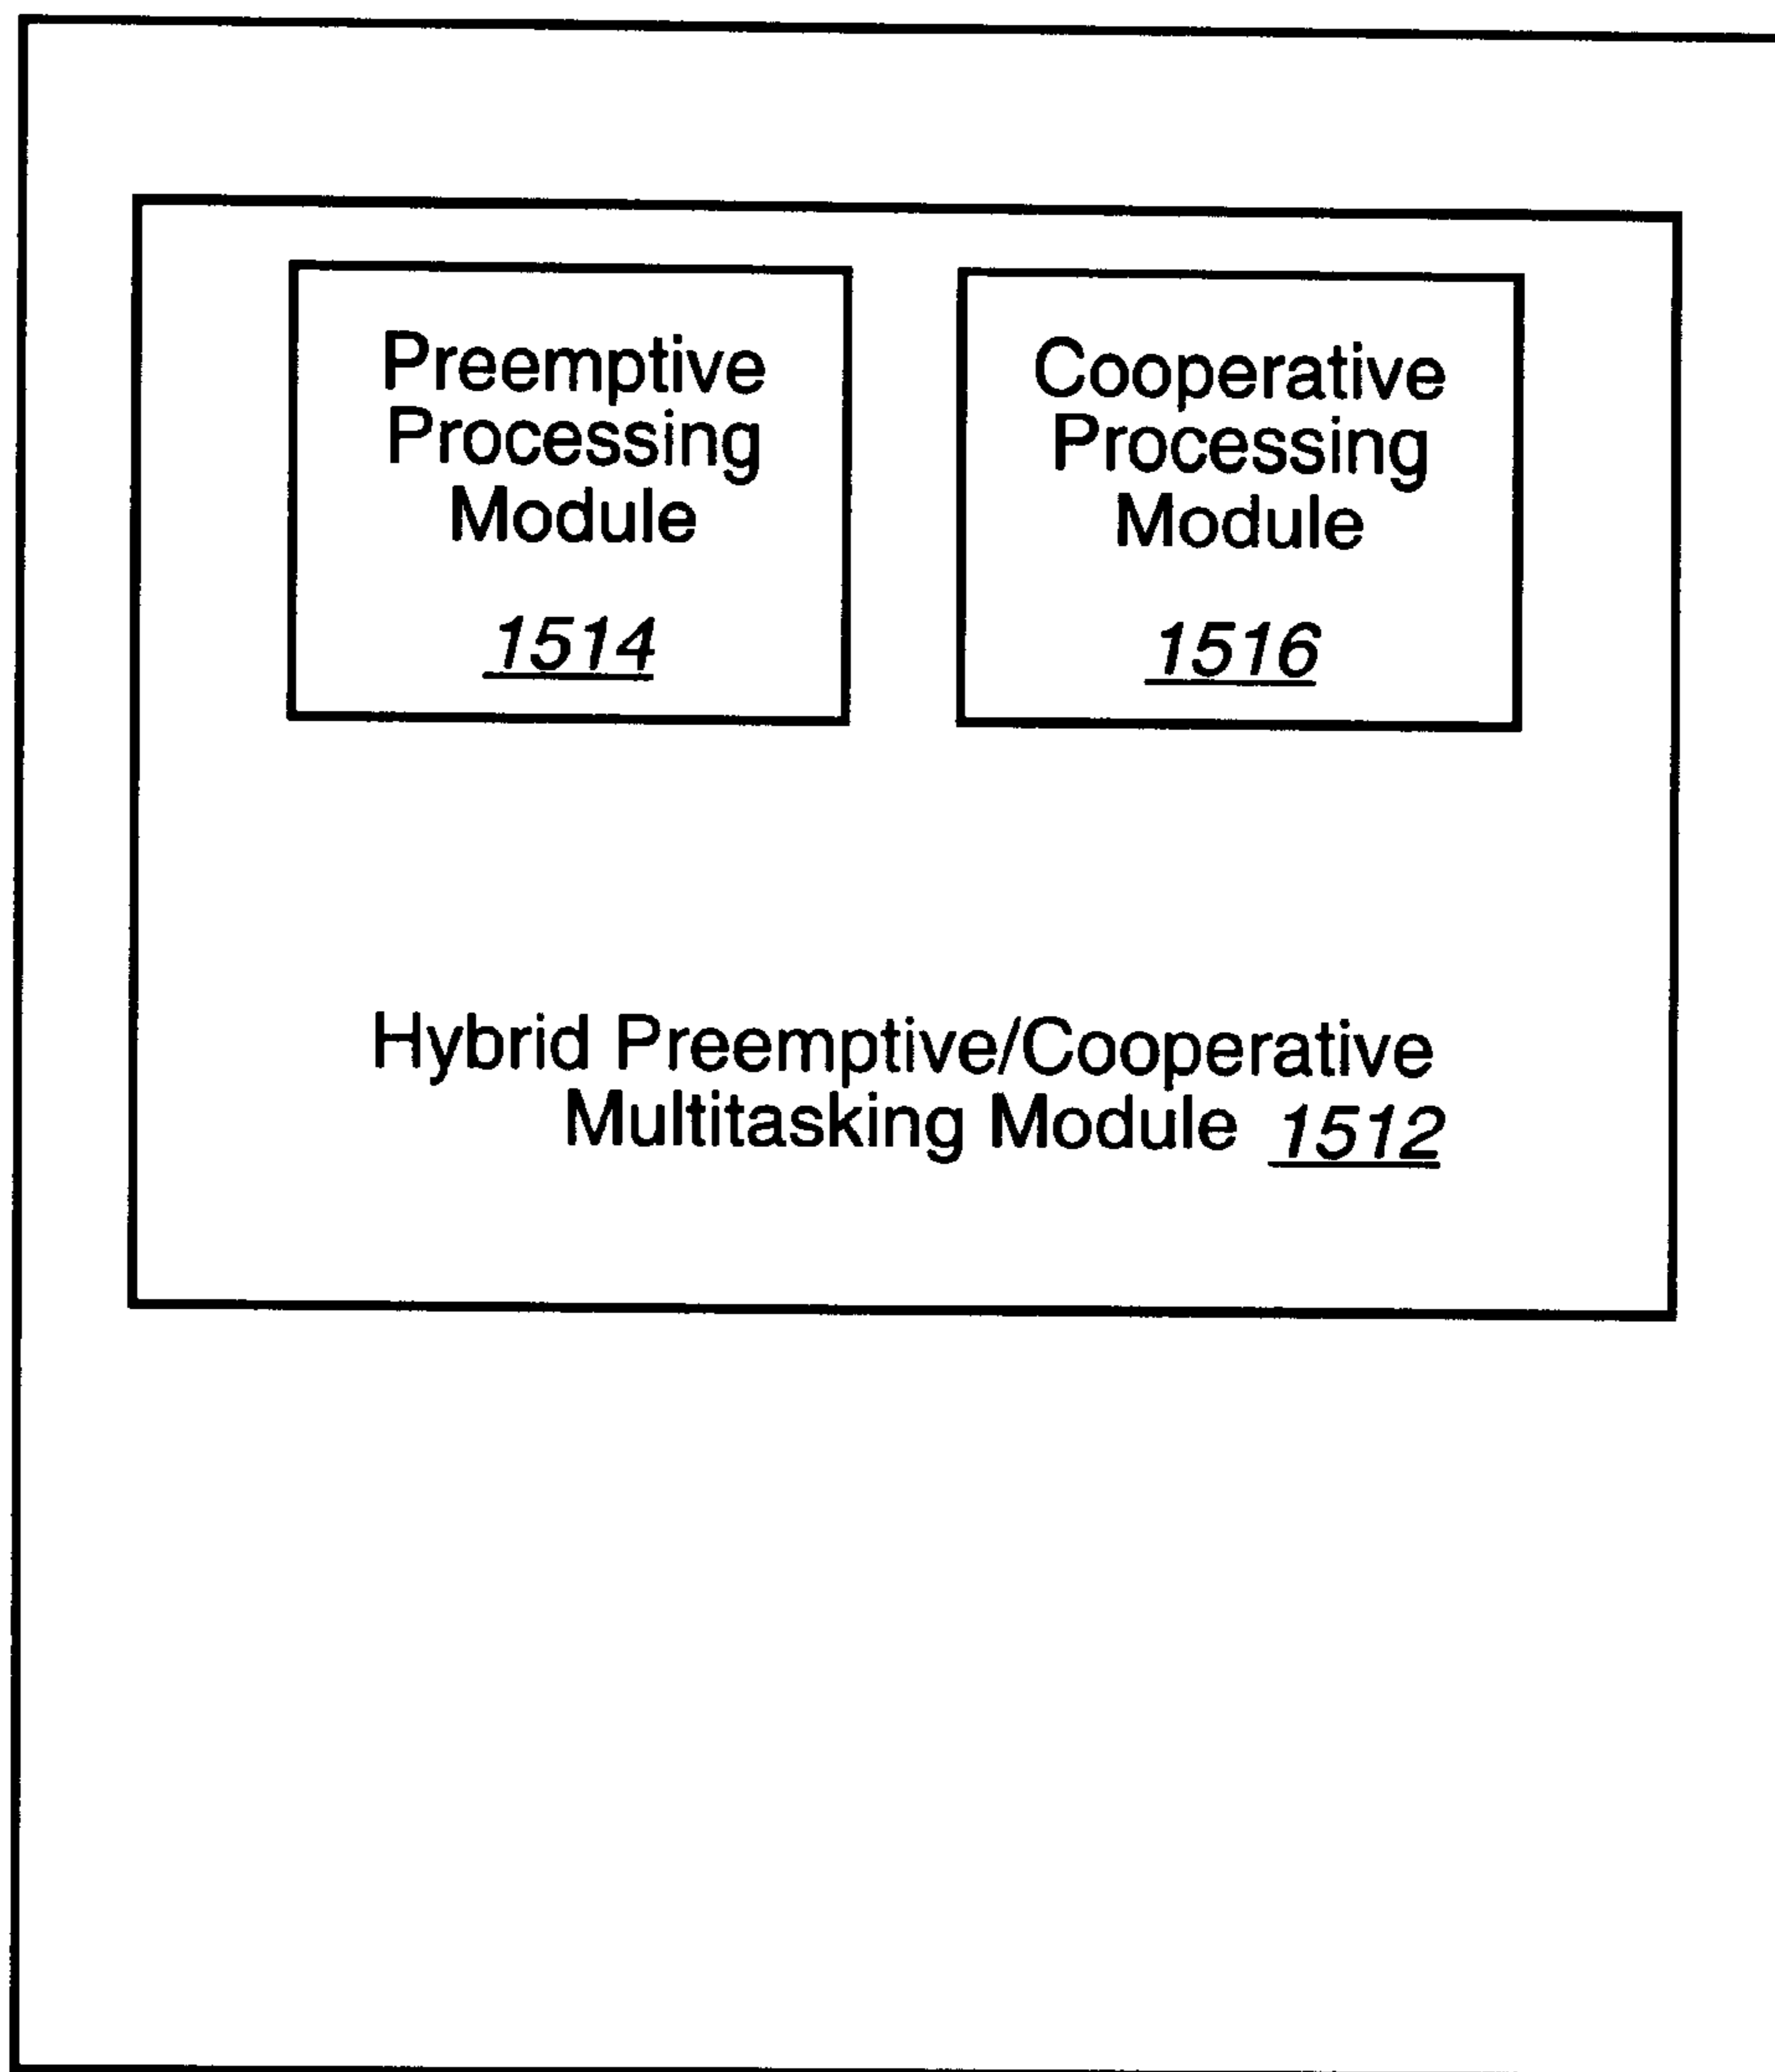 Preemptive
Processing
Module
1514
Cooperative
Processing
Module
1516
Hybrid Preemptive/Cooperative
Multitasking Module 1512